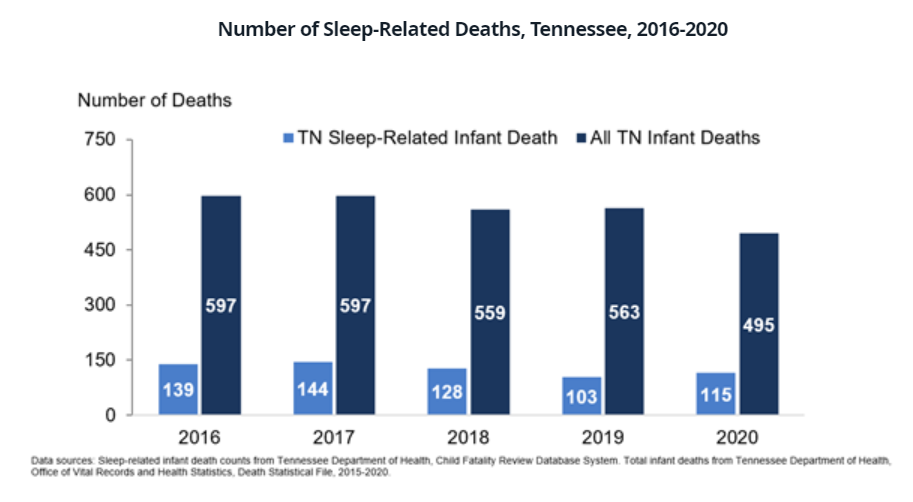 Number of Sleep-Related Deaths, Tennessee, 2016-2020
Number of Deaths
TN Sleep-Related Infant Death All TN Infant Deaths
750
600
450
300
150
0
139 597 144 597 128 559 103 563 115 495
2016 2017 2018 2019 2020
Data sources: Sleep-related infant death counts from Tennessee Department of Health, Child Fatality Review Database System. Total infant deaths from Tennessee Department of Health,
Office of Vital Records and Health Statistics, Death Statistical File, 2015-2020.